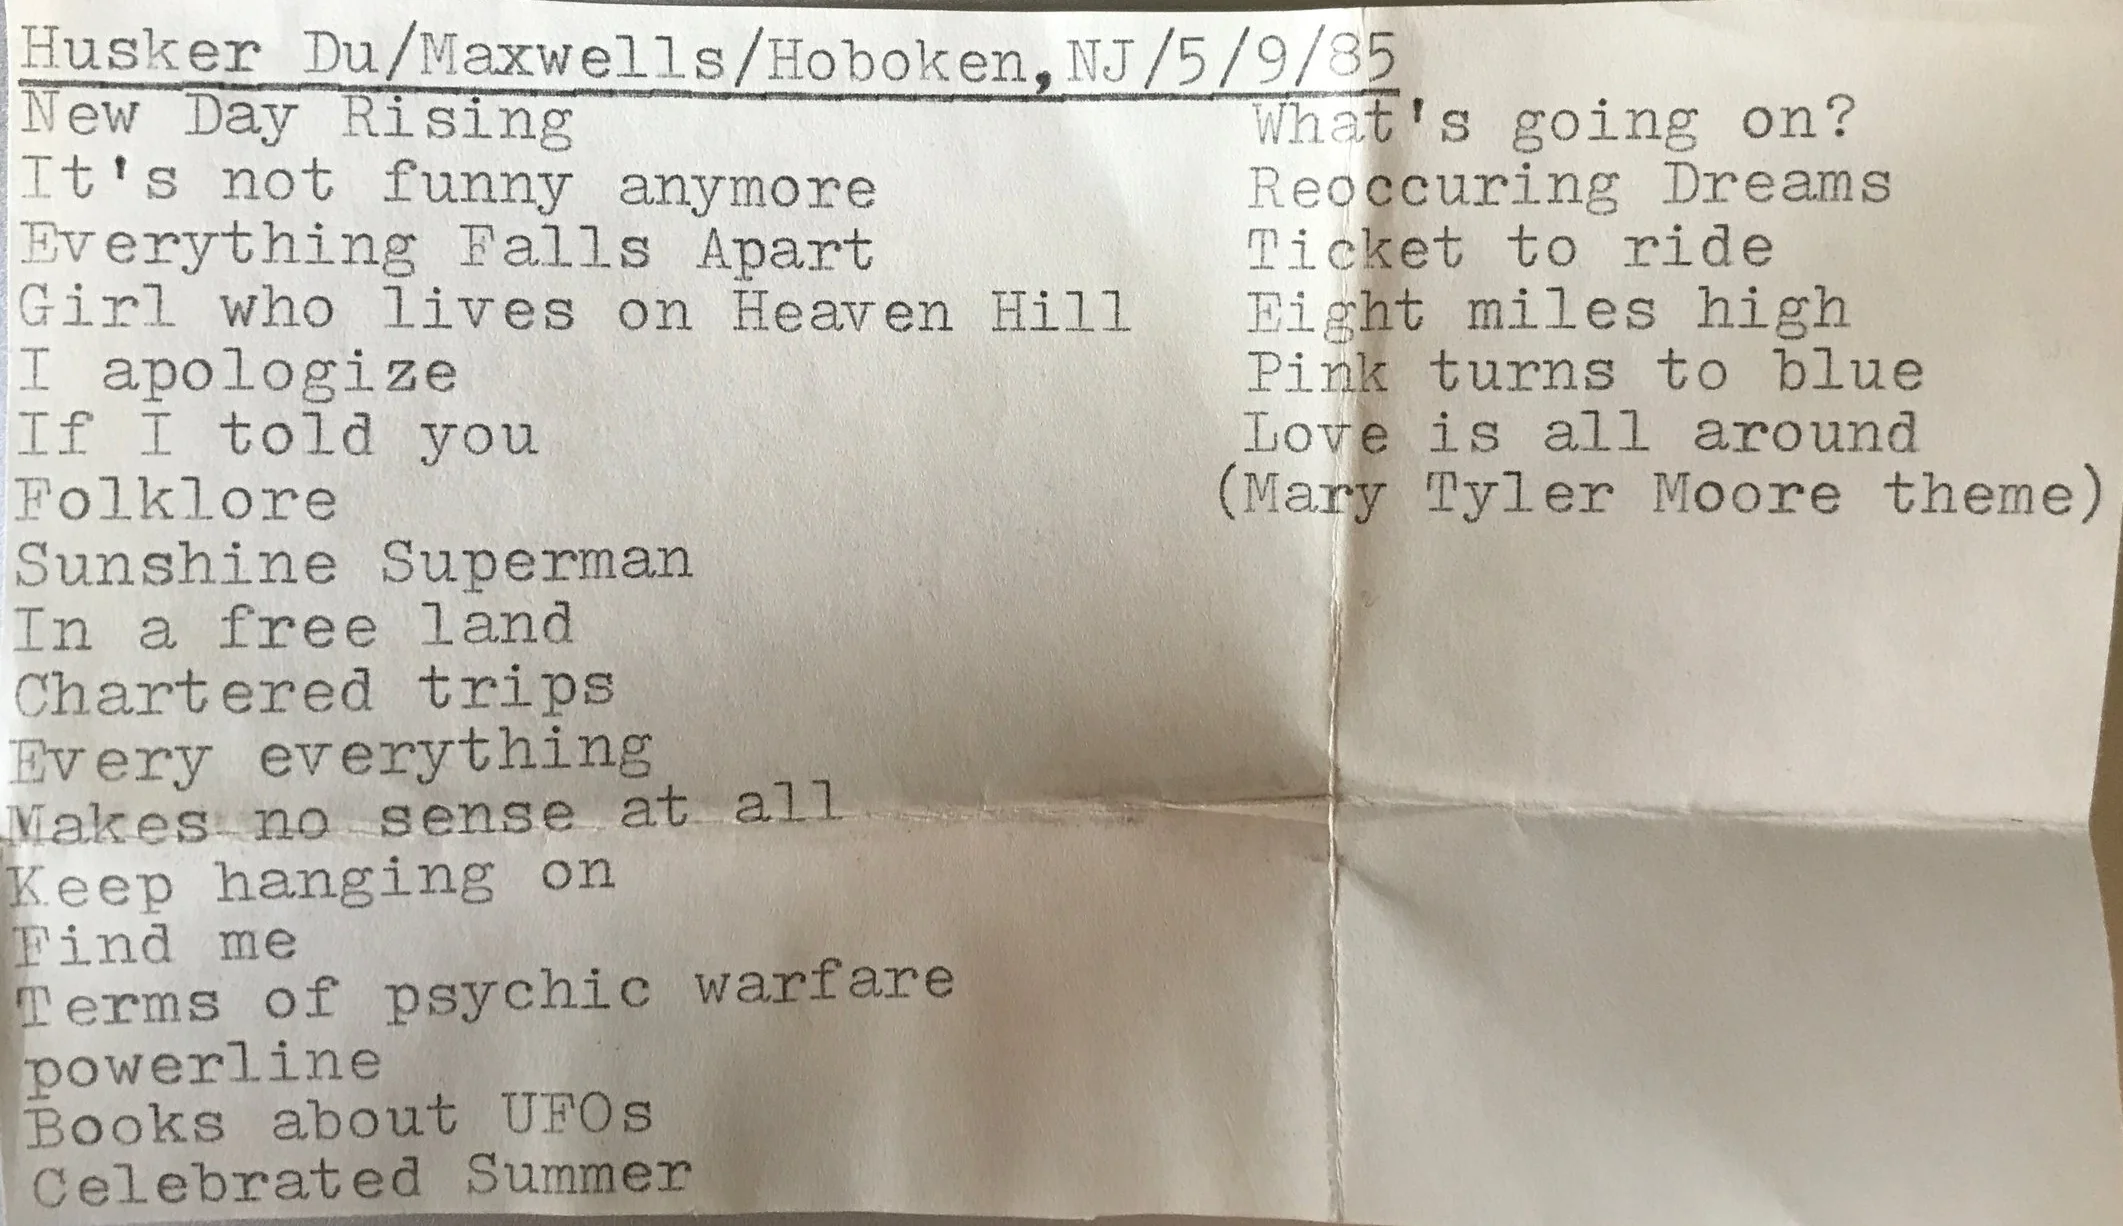 Husker Du/Maxwells/Hoboken,NJ/5/9/85
New Day Rising
It's not funny anymore
Everything Falls Apart
Girl who lives on Heaven Hill
I apologize
If I told you
Folklore
Sunshine Superman
In a free land
Chartered trips
Every everything
Makes no sense at all
Keep hanging on
Find me
Terms of psychic warfare
powerline
Books about UFOs
Celebrated Summer
What's going on?
Reoccuring Dreams
Ticket to ride
Eight miles high
Pink turns to blue
Love is all around
(Mary Tyler Moore theme)